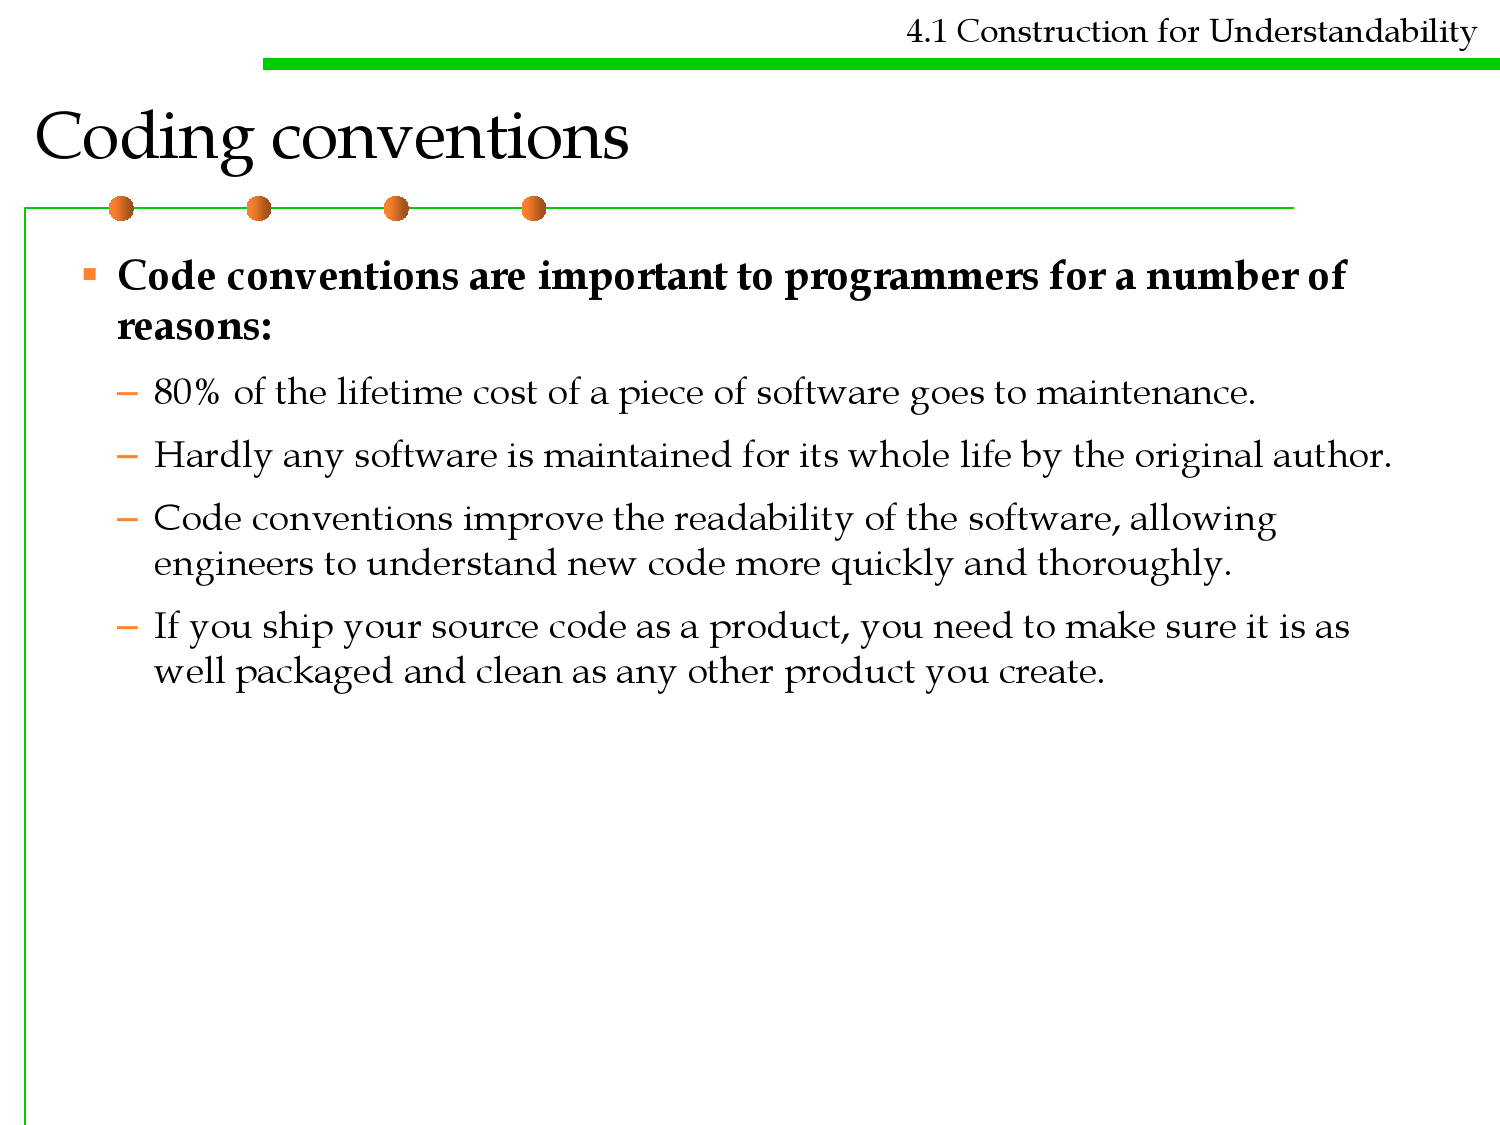 4.1 Construction for Understandability
Coding conventions
▪ Code conventions are important to programmers for a number of
reasons:
– 80% of the lifetime cost of a piece of software goes to maintenance.
– Hardly any software is maintained for its whole life by the original author.
– Code conventions improve the readability of the software, allowing
engineers to understand new code more quickly and thoroughly.
– If you ship your source code as a product, you need to make sure it is as
well packaged and clean as any other product you create.